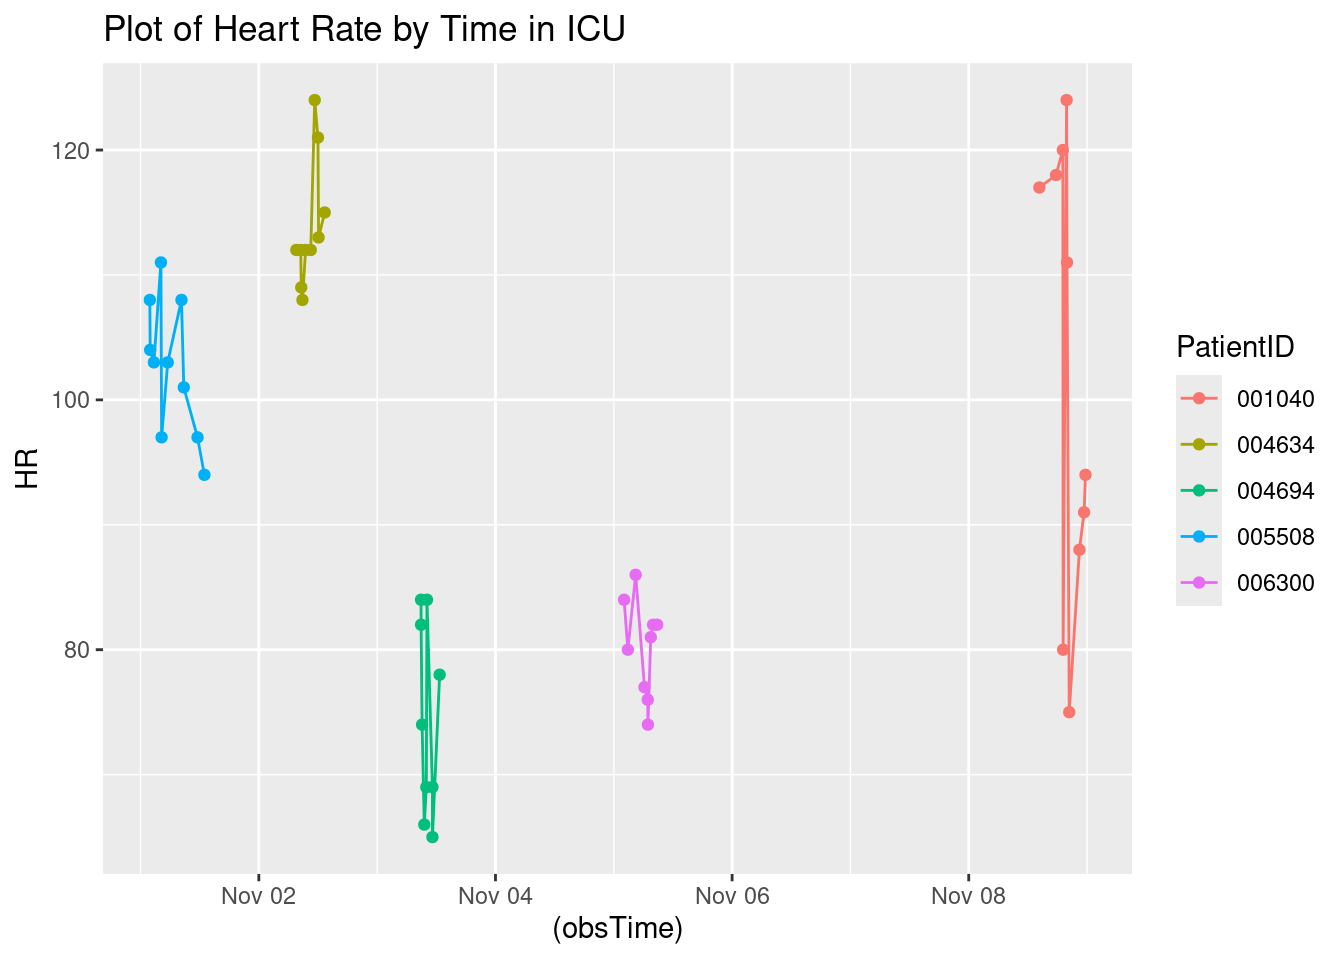 Plot of Heart Rate by Time in ICU
120
100
80
HR
Nov 02
Nov 04
Nov 06
Nov 08
(obsTime)
PatientID
001040
004634
004694
005508
006300